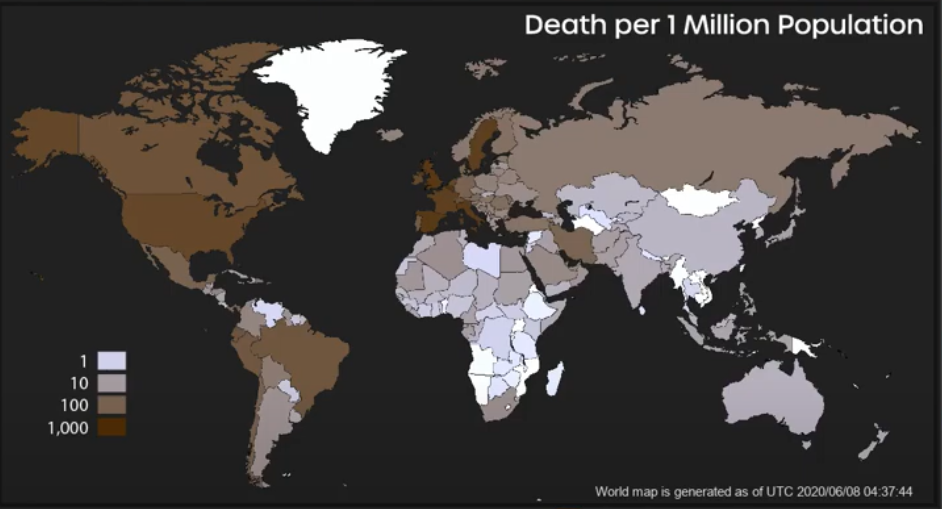 Death per 1 Million Population
1
10
100
1,000
World map is generated as of UTC 2020/06/08 04:37:44